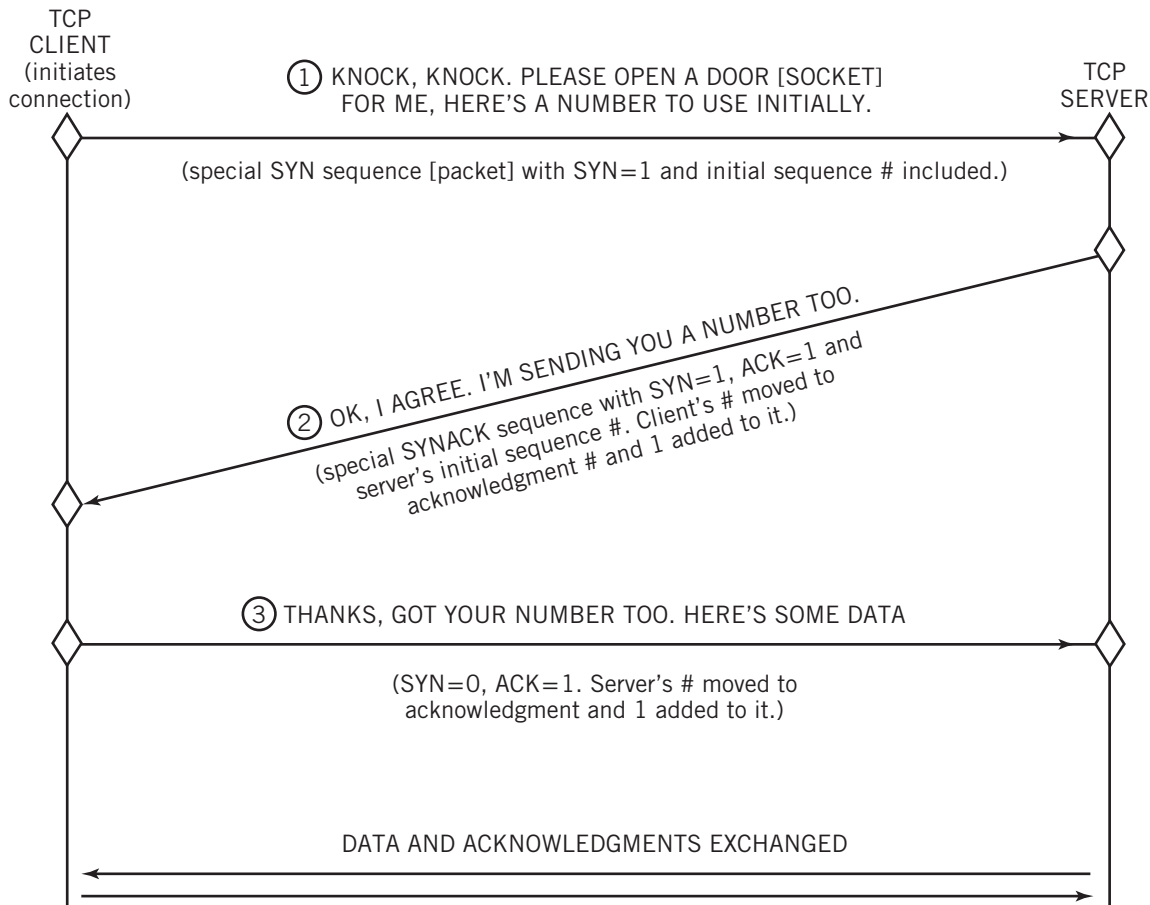 TCP
CLIENT
(initiates
connection)
TCP
SERVER
1 KNOCK, KNOCK. PLEASE OPEN A DOOR [SOCKET]
FOR ME, HERE'S A NUMBER TO USE INITIALLY.
(special SYN sequence [packet] with SYN=1 and initial sequence # included.)
2 OK, I AGREE. I'M SENDING YOU A NUMBER TOO.
(special SYNACK sequence with SYN=1, ACK=1 and
server's initial sequence #. Client's # moved to
acknowledgment # and 1 added to it.)
3 THANKS, GOT YOUR NUMBER TOO. HERE'S SOME DATA
(SYN=0, ACK=1. Server's # moved to
acknowledgment and 1 added to it.)
DATA AND ACKNOWLEDGMENTS EXCHANGED